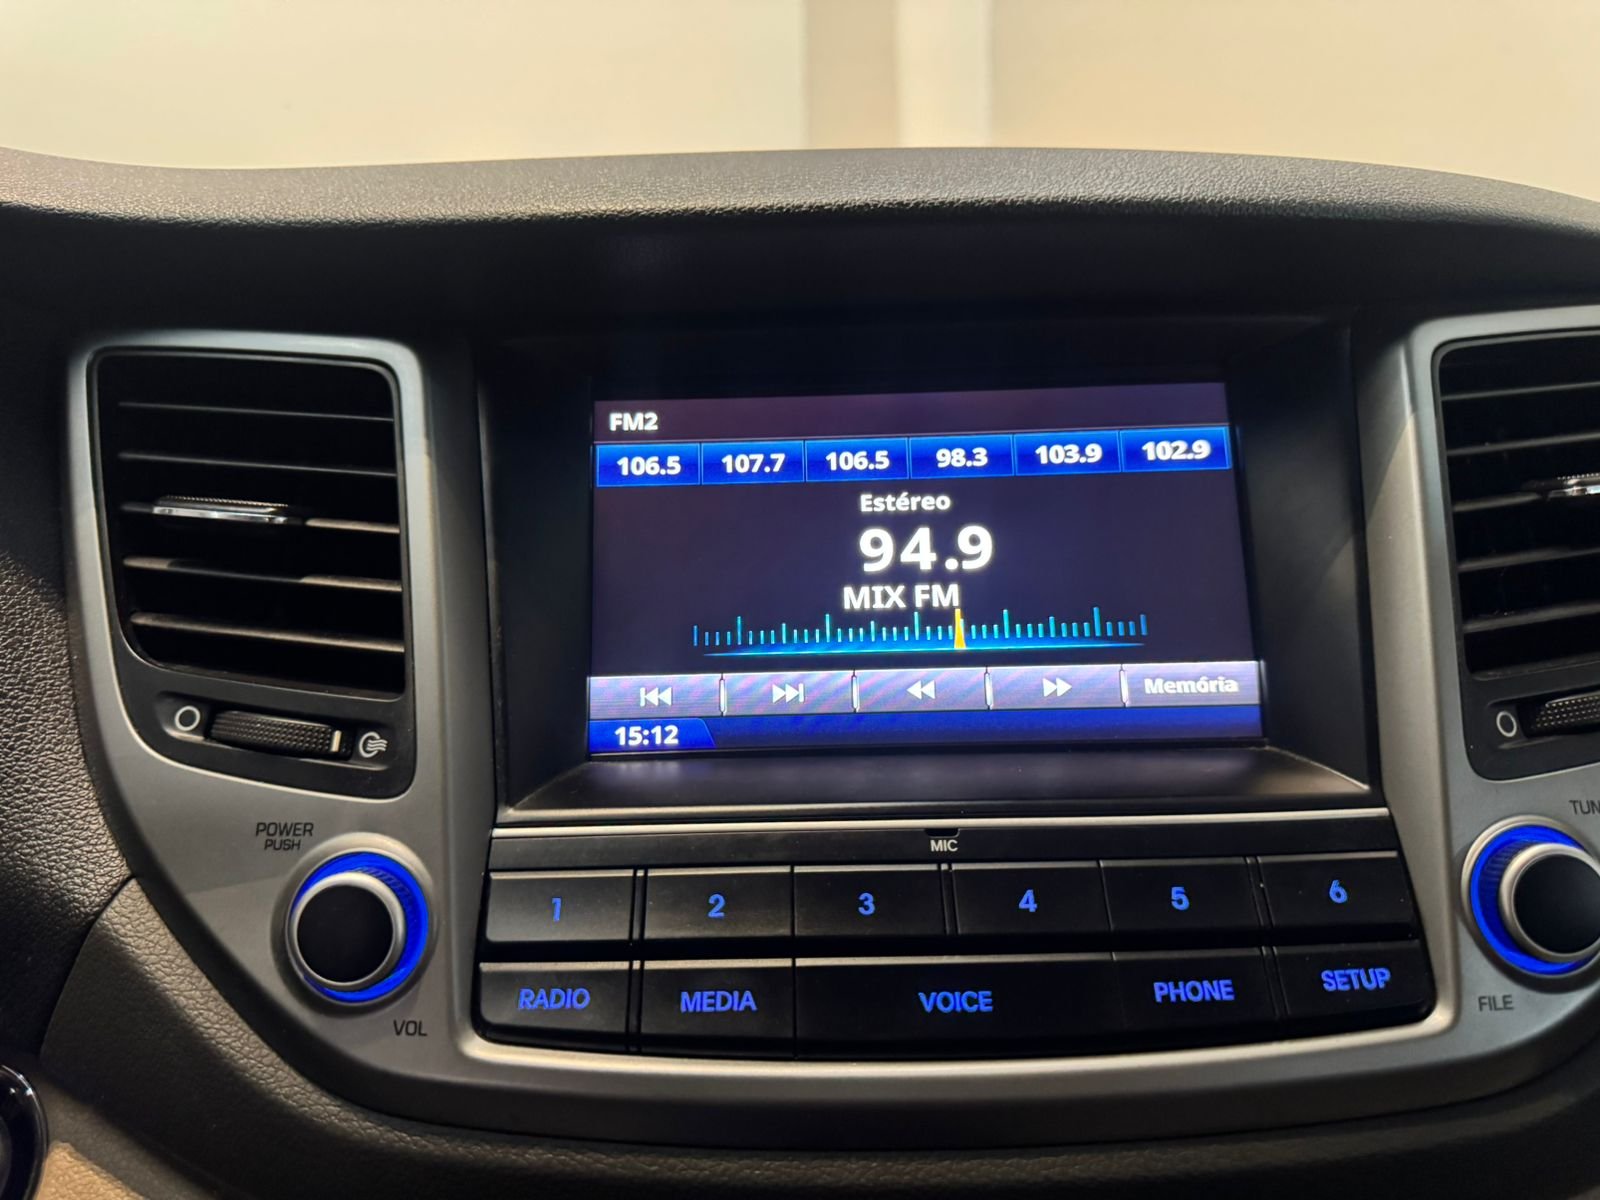 FM2
106.5 107.7 106.5 98.3 103.9 102.9
Estéreo
94.9
MIX FM
Memória
15:12
POWER
PUSH
VOL
MIC
1 2 3 4 5 6
RADIO MEDIA VOICE PHONE SETUP
TUN
FILE